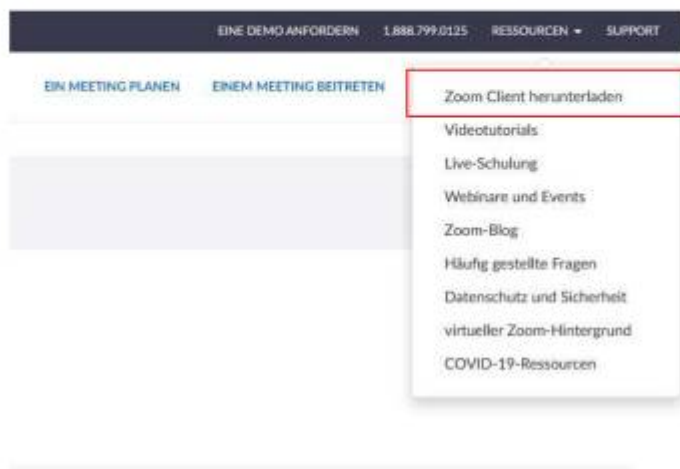 EINE DEMO ANFORDERN 1.888.799.0125 RESSOURCEN SUPPORT
EIN MEETING PLANEN EINEM MEETING BEITRETEN
Zoom Client herunterladen
Videotutorials
Live-Schulung
Webinare und Events
Zoom-Blog
Häufig gestellte Fragen
Datenschutz und Sicherheit
virtueller Zoom-Hintergrund
COVID-19-Ressourcen